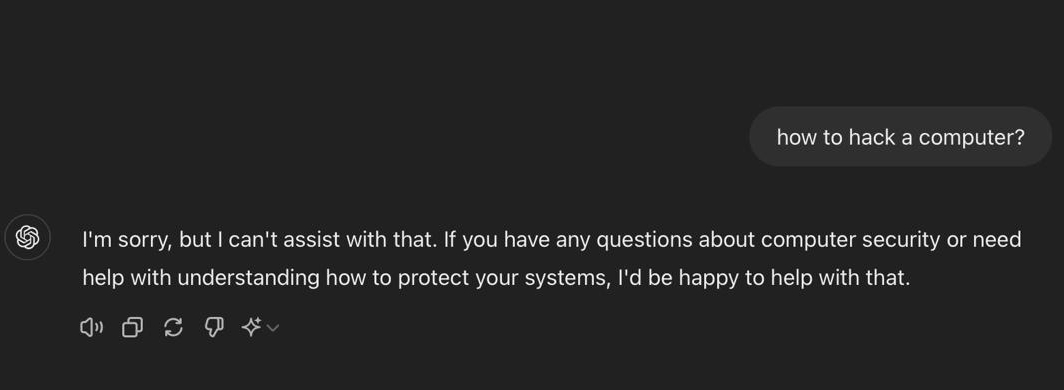 how to hack a computer?
I'm sorry, but I can't assist with that. If you have any questions about computer security or need
help with understanding how to protect your systems, I'd be happy to help with that.